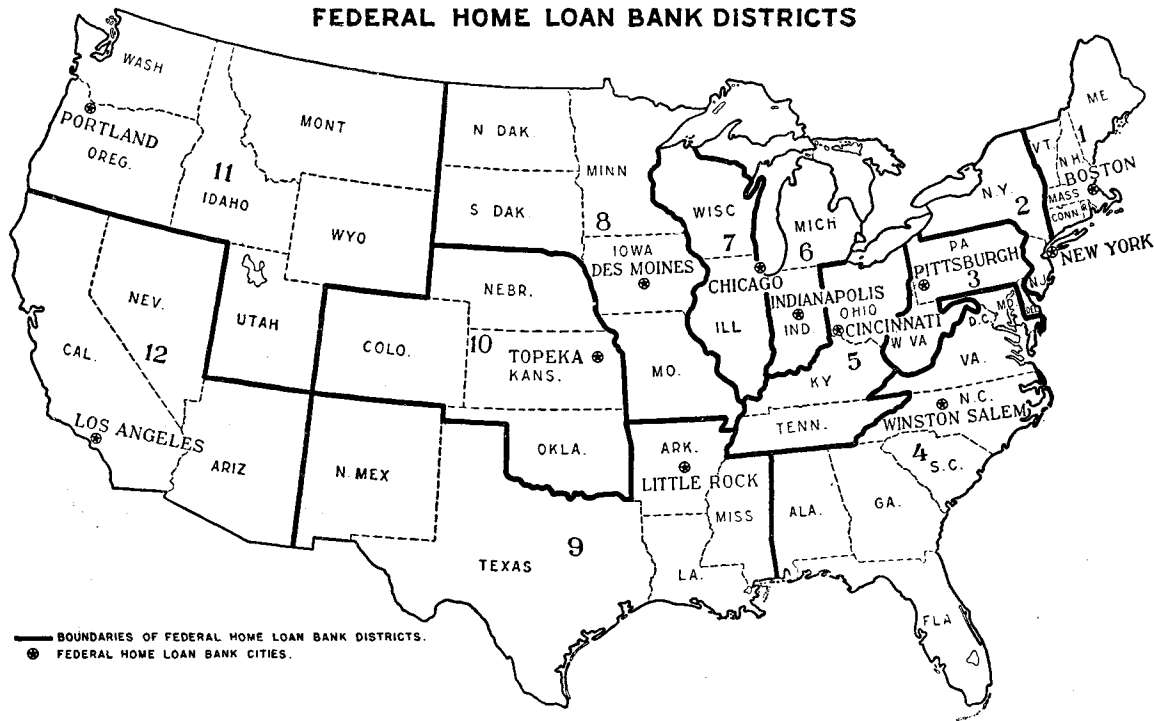 FEDERAL HOME LOAN BANK DISTRICTS
WASH
PORTLAND
OREG.
11
IDAHO
MONT
WYO
N DAK.
S DAK.
MINN
8
IOWA
DES MOINES
NEBR.
WISC
7
MICH
6
CHICAGO
ILL
INDIANAPOLIS
IND.
OHIO
CINCINNATI
5
KY
W VA
PA
PITTSBURGH
3
N.Y.
2
NEW YORK
N.J.
VT.
N H.
ME
1
BOSTON
MASS
CONN.
R
MD.
DEL
D.C.
VA.
NEV.
CAL.
12
UTAH
LOS ANGELES
ARIZ
COLO.
10
TOPEKA
KANS.
MO.
N. MEX
OKLA.
ARK.
LITTLE ROCK
TENN.
N.C.
WINSTON SALEM
4
S.C.
MISS
ALA.
GA.
TEXAS
9
LA.
FLA
BOUNDARIES OF FEDERAL HOME LOAN BANK DISTRICTS.
FEDERAL HOME LOAN BANK CITIES.